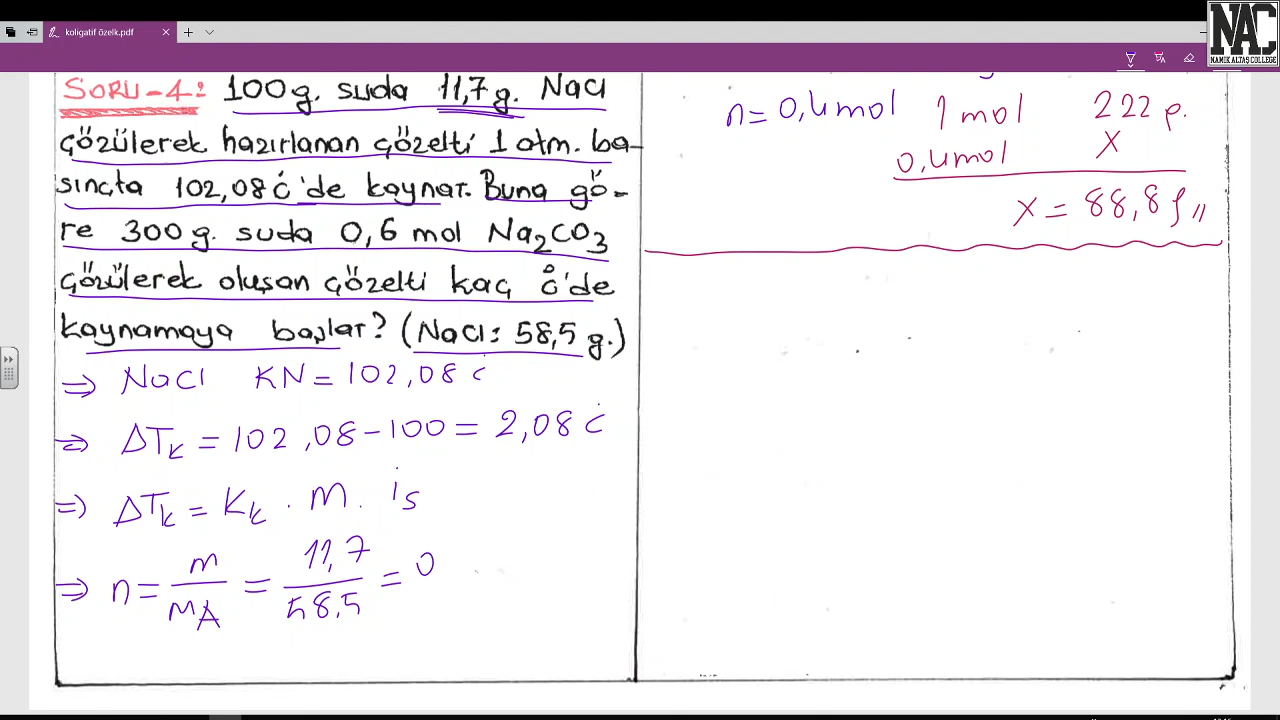 koligatif özelk.pdf
NAC
NAMIK ALTAŞ COLLEGE
SORU-4: 100 g. suda 11,7 g. NaCl
çözülerek hazırlanan çözelti 1 atm. ba-
sınçta 102,08 °C'de kaynar. Buna gö-
re 300 g. suda 0,6 mol Na₂CO₃
çözülerek oluşan çözelti kaç °C'de
kaynamaya başlar? (NaCl: 58,5 g.)
⇒ NaCl KN = 102,08 °C
⇒ ΔTk = 102,08 - 100 = 2,08 °C
⇒ ΔTk = Kk . m . is
⇒ n = m / MA = 11,7 / 58,5 = 0
n = 0,4 mol 1 mol 222 g.
0,4 mol X
X = 88,8 g //